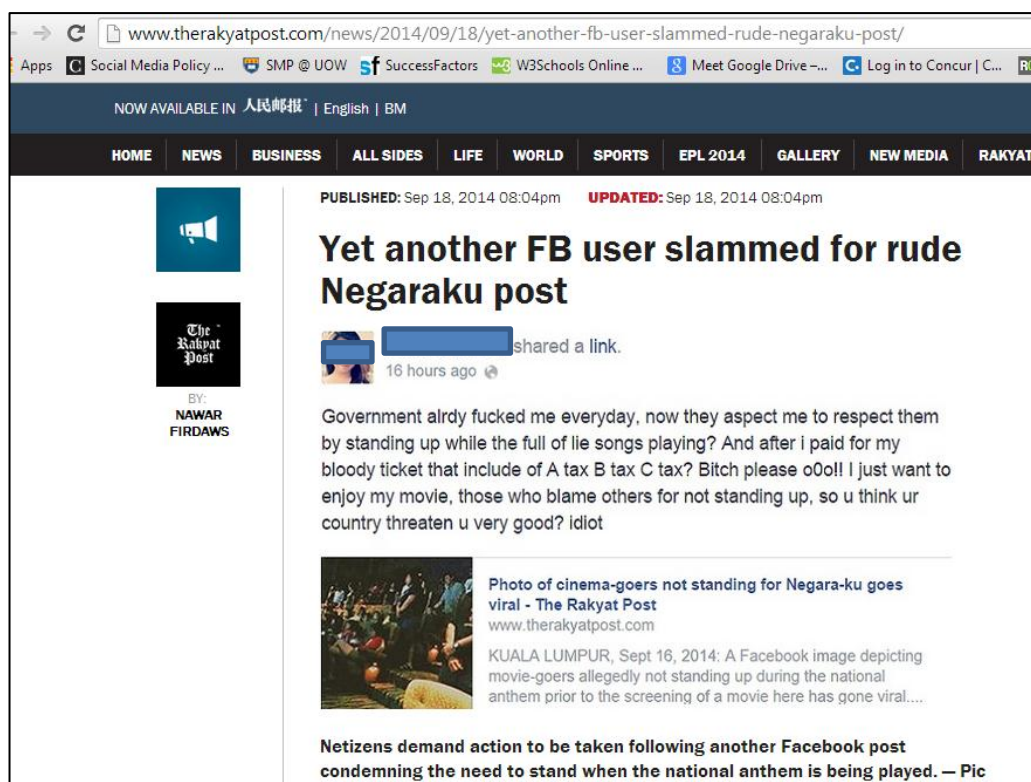 www.therakyatpost.com/news/2014/09/18/yet-another-fb-user-slammed-rude-negaraku-post/
Apps Social Media Policy ... SMP @ UOW SuccessFactors W3Schools Online ... Meet Google Drive –... Log in to Concur | C...
NOW AVAILABLE IN 人民邮报 | English | BM
HOME NEWS BUSINESS ALL SIDES LIFE WORLD SPORTS EPL 2014 GALLERY NEW MEDIA RAKYAT
PUBLISHED: Sep 18, 2014 08:04pm UPDATED: Sep 18, 2014 08:04pm
Yet another FB user slammed for rude
Negaraku post
The
Rakyat
Post
BY:
NAWAR
FIRDAWS
shared a link.
16 hours ago
Government alrdy fucked me everyday, now they aspect me to respect them
by standing up while the full of lie songs playing? And after i paid for my
bloody ticket that include of A tax B tax C tax? Bitch please o0o!! I just want to
enjoy my movie, those who blame others for not standing up, so u think ur
country threaten u very good? idiot
Photo of cinema-goers not standing for Negara-ku goes
viral - The Rakyat Post
www.therakyatpost.com
KUALA LUMPUR, Sept 16, 2014: A Facebook image depicting
movie-goers allegedly not standing up during the national
anthem prior to the screening of a movie here has gone viral....
Netizens demand action to be taken following another Facebook post
condemning the need to stand when the national anthem is being played. — Pic